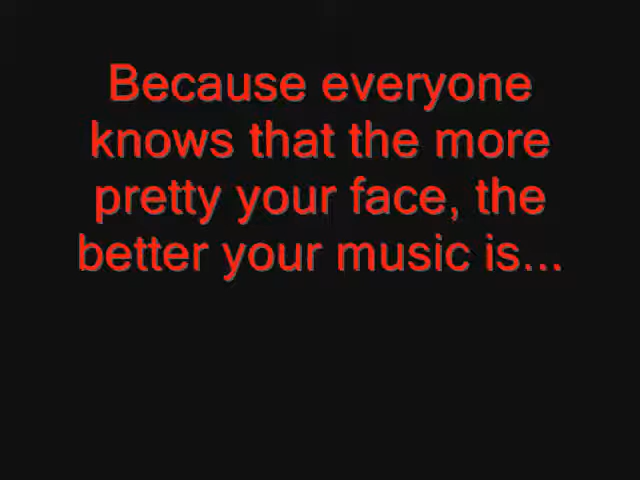 Because everyone
knows that the more
pretty your face, the
better your music is...